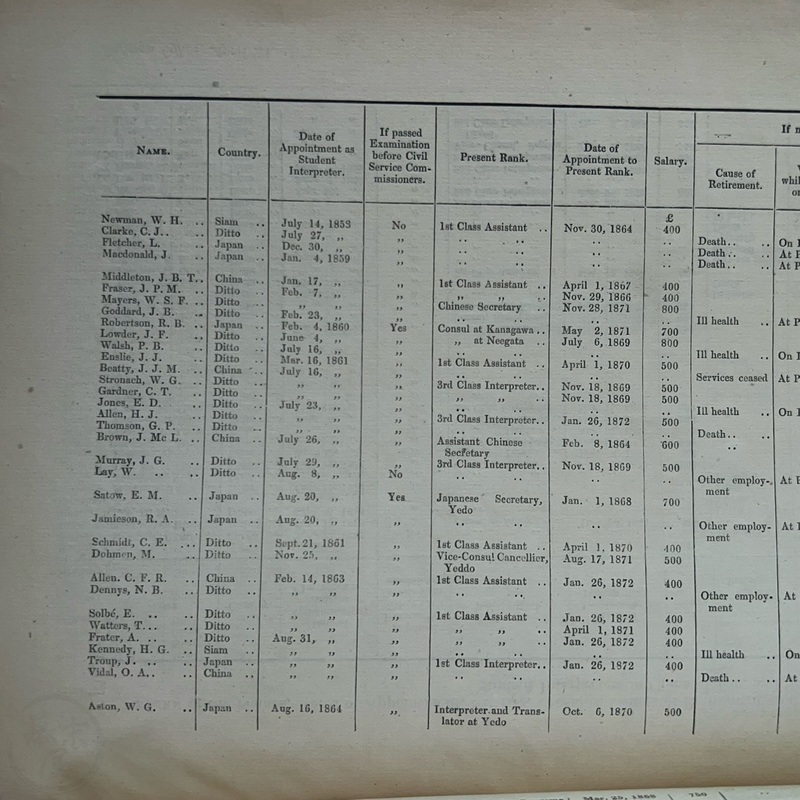 If n
NAME. Country. Date of Appointment as Student Interpreter. If passed Examination before Civil Service Commissioners. Present Rank. Date of Appointment to Present Rank. Salary. Cause of Retirement.
£
Newman, W. H. .. Siam .. July 14, 1858 No 1st Class Assistant .. Nov. 30, 1864 400
Clarke, C. J. .. Ditto .. July 27, ,, ,, .. .. .. .. Death .. .. On
Fletcher, L. Japan .. Dec. 30, ,, ,, .. .. .. .. Death .. .. At P
Macdonald, J. Japan .. Jan. 4, 1859 ,, .. .. .. .. Death .. .. At P
Middleton, J. B. T. .. China .. Jan. 17, ,, ,, 1st Class Assistant .. April 1, 1867 400
Fraser, J. P. M. .. Ditto .. Feb. 7, ,, ,, ,, ,, .. Nov. 29, 1866 400
Mayers, W. S. F. .. Ditto .. ,, ,, ,, Chinese Secretary .. Nov. 28, 1871 800
Goddard, J. B. .. Ditto .. Feb. 23, ,, ,, .. .. .. .. Ill health .. At P
Robertson, R. B. .. Japan .. Feb. 4, 1860 Yes Consul at Kanagawa .. May 2, 1871 700
Lowder, J. F. .. Ditto .. June 4, ,, ,, ,, at Neegata .. July 6, 1869 800
Walsh, P. B. .. Ditto .. July 16, ,, ,, .. .. .. .. Ill health .. On
Enslie, J. J. .. Ditto .. Mar. 16, 1861 ,, 1st Class Assistant .. April 1, 1870 500
Beatty, J. J. M. .. China .. July 16, ,, ,, .. .. .. .. Services ceased At P
Stronach, W. G. .. Ditto .. ,, ,, ,, 3rd Class Interpreter.. Nov. 18, 1869 500
Gardner, C. T. .. Ditto .. ,, ,, ,, ,, ,, .. Nov. 18, 1869 500
Jones, E. D. .. Ditto .. July 23, ,, ,, .. .. .. .. Ill health .. On
Allen, H. J. .. Ditto .. ,, ,, ,, 3rd Class Interpreter.. Jan. 26, 1872 500
Thomson, G. P. .. Ditto .. ,, ,, ,, .. .. .. .. Death .. ..
Brown, J. Mc L. .. China .. July 26, ,, ,, Assistant Chinese Secretary Feb. 8, 1864 600 ..
Murray, J. G. .. Ditto .. July 29, ,, ,, 3rd Class Interpreter.. Nov. 18, 1869 500
Lay, W. .. .. Ditto .. Aug. 8, ,, No .. .. .. .. Other employment At
Satow, E. M. .. Japan .. Aug. 20, ,, Yes Japanese Secretary, Yedo Jan. 1, 1868 700
Jamieson, R. A. .. Japan .. Aug. 20, ,, ,, .. .. .. .. Other employment At
Schmidt, C. E. .. Ditto .. Sept. 21, 1861 ,, 1st Class Assistant .. April 1, 1870 400
Dohmen, M. .. Ditto .. Nov. 25, ,, ,, Vice-Consul Cancellier, Yeddo Aug. 17, 1871 500
Allen. C. F. R. .. China .. Feb. 14, 1863 ,, 1st Class Assistant .. Jan. 26, 1872 400
Dennys, N. B. .. Ditto .. ,, ,, ,, .. .. .. .. Other employment At
Solbé, E. .. .. Ditto .. ,, ,, ,, 1st Class Assistant .. Jan. 26, 1872 400
Watters, T. .. .. Ditto .. ,, ,, ,, ,, ,, .. April 1, 1871 400
Frater, A. .. .. Ditto .. Aug. 31, ,, ,, ,, ,, .. Jan. 26, 1872 400
Kennedy, H. G. .. Siam .. ,, ,, ,, .. .. .. .. Ill health .. On
Troup, J. .. .. Japan .. ,, ,, ,, 1st Class Interpreter.. Jan. 26, 1872 400
Vidal, O. A. .. .. China .. ,, ,, ,, .. .. .. .. Death .. .. At
Aston, W. G. .. Japan .. Aug. 16, 1864 ,, Interpreter and Translator at Yedo Oct. 6, 1870 500
Mar. 25, 1868 750